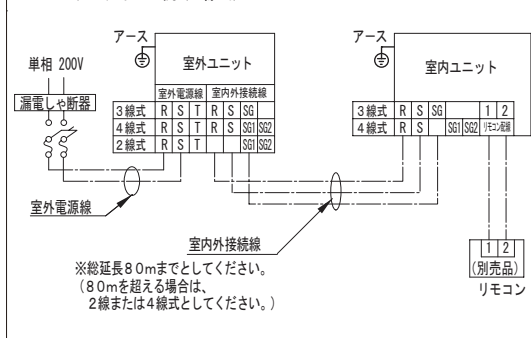 アース
単相 200V
漏電しゃ断器
室外ユニット
室外電源線 室内外接続線
3線式 R S T R S SG
4線式 R S T R S SG1 SG2
2線式 R S T SG1 SG2
アース
室内ユニット
3線式 R S SG 1 2
4線式 R S SG1 SG2 リモコン配線
室外電源線
室内外接続線
※総延長80mまでとしてください。
(80mを超える場合は、
2線または4線式としてください。)
1 2
(別売品)
リモコン